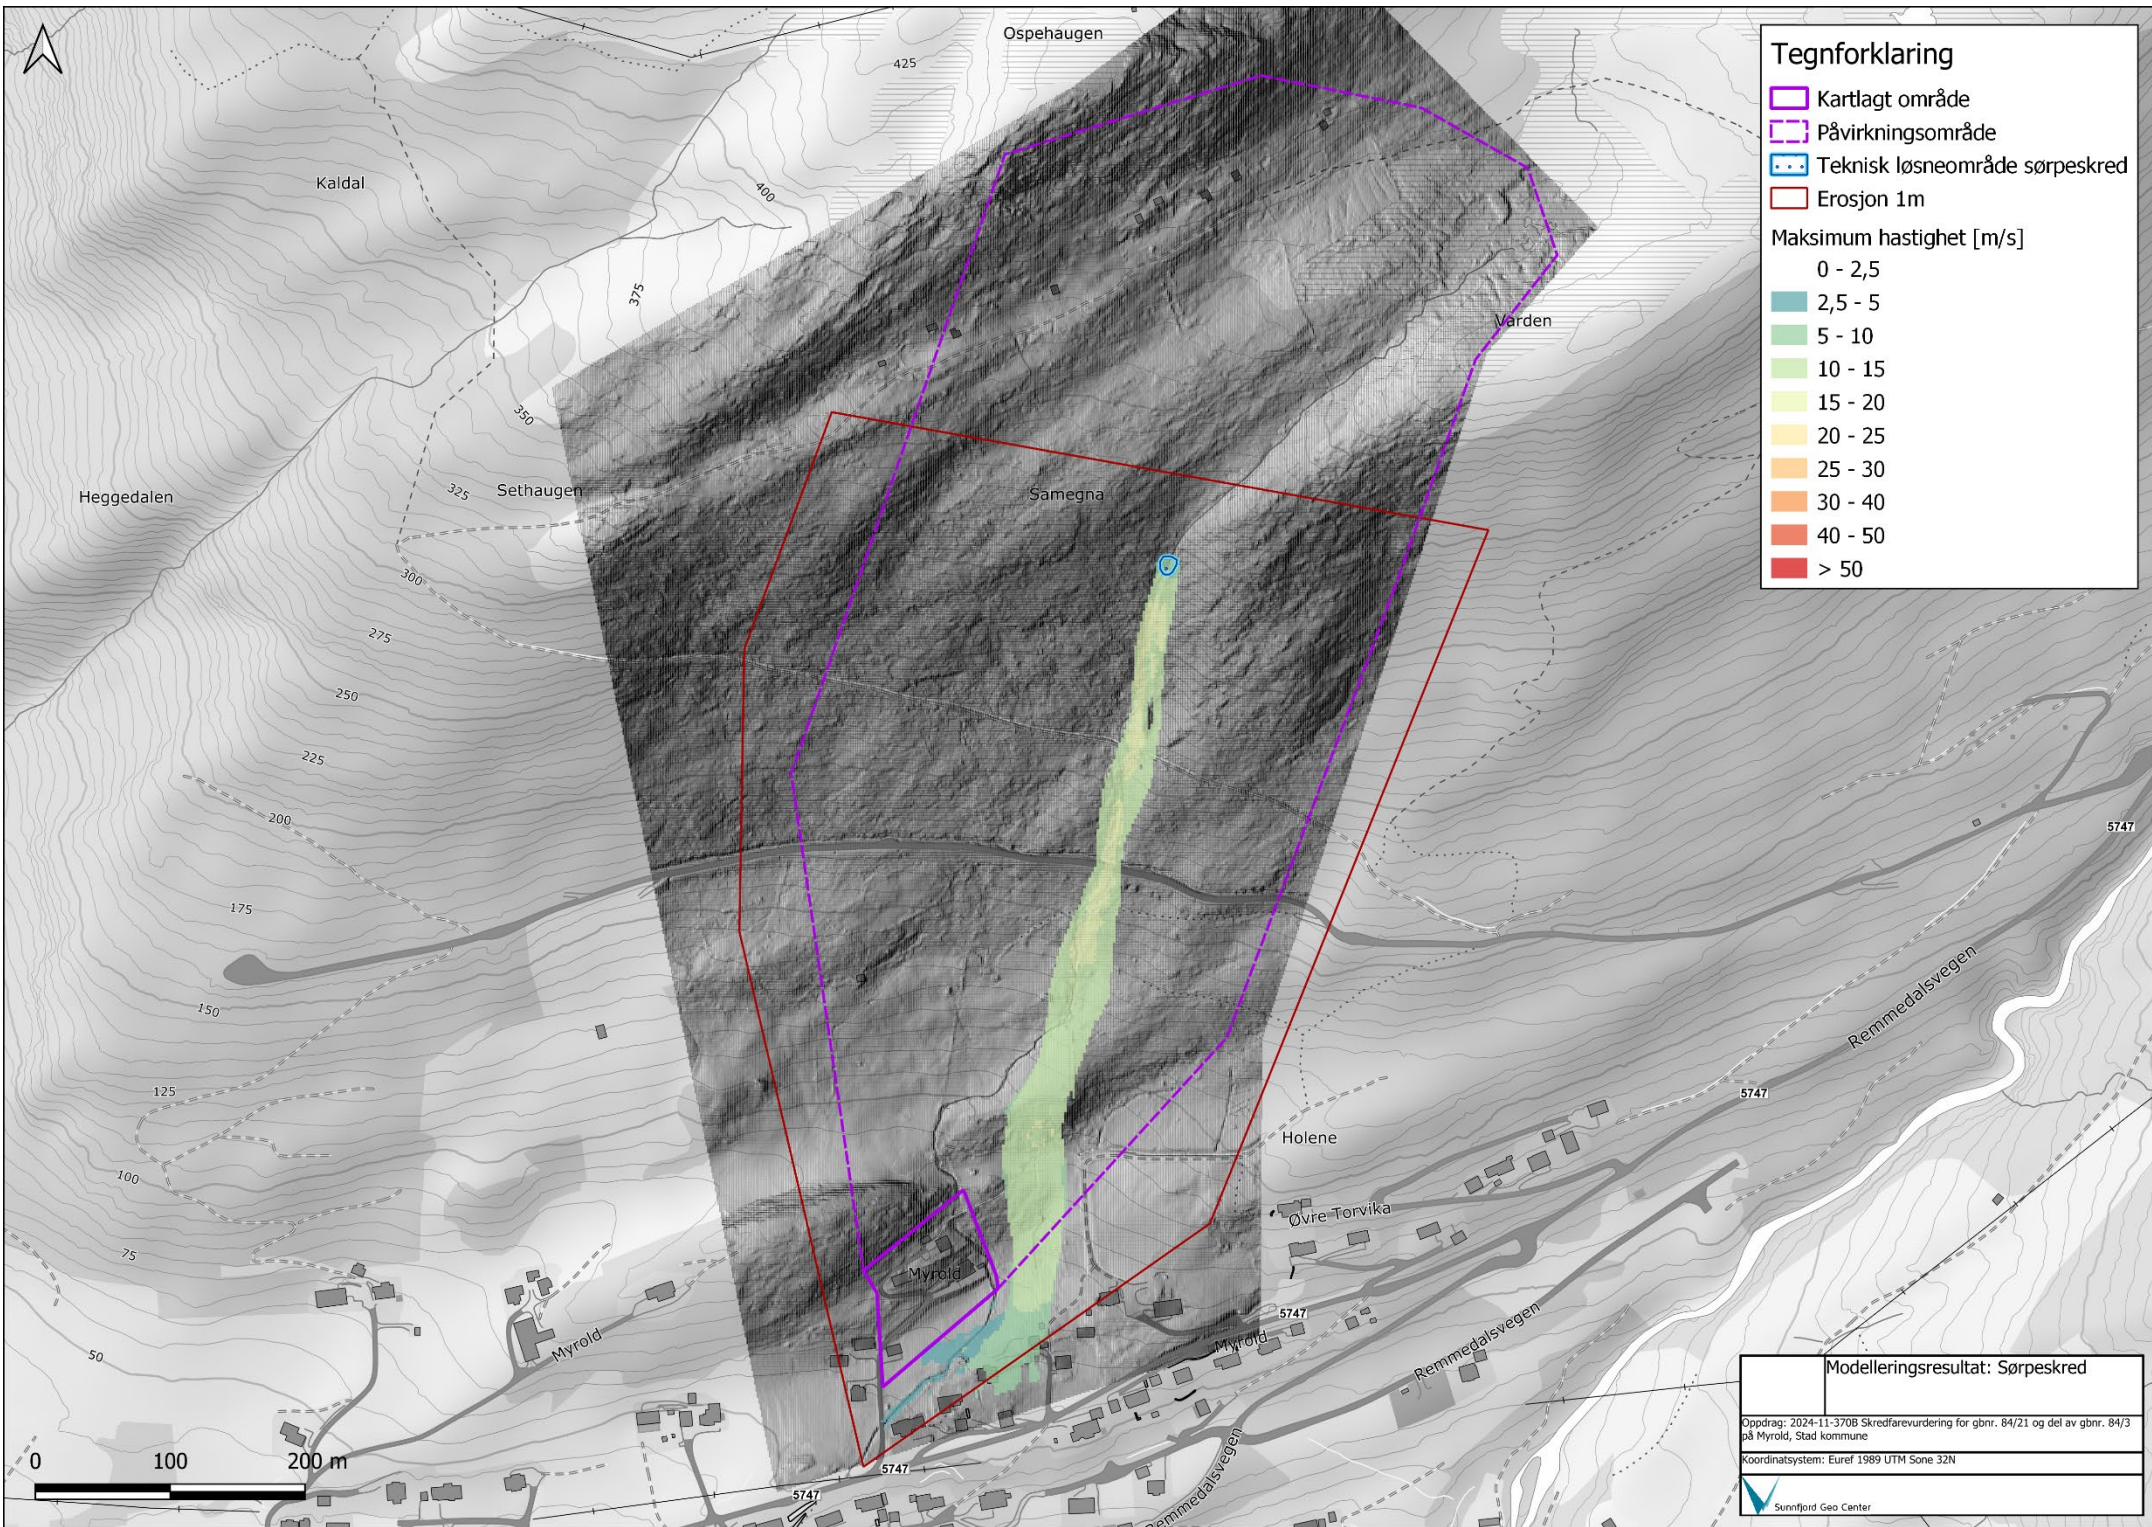 Ospehaugen
425
Kaldal
400
375
Varden
350
Heggedalen
325
Sethaugen
Samegna
300
275
250
225
200
5747
175
150
Remmedalsvegen
125
5747
Holene
100
Øvre Torvika
75
Myrold
5747
Myrold
Myrold
Remmedalsvegen
50
5747
5747
Remmedalsvegen
0 100 200 m
Tegnforklaring
Kartlagt område
Påvirkningsområde
Teknisk løsneområde sørpeskred
Erosjon 1m
Maksimum hastighet [m/s]
0 - 2,5
2,5 - 5
5 - 10
10 - 15
15 - 20
20 - 25
25 - 30
30 - 40
40 - 50
> 50
Modelleringsresultat: Sørpeskred
Oppdrag: 2024-11-370B Skredfarevurdering for gbnr. 84/21 og del av gbnr. 84/3
på Myrold, Stad kommune
Koordinatsystem: Euref 1989 UTM Sone 32N
Sunnfjord Geo Center